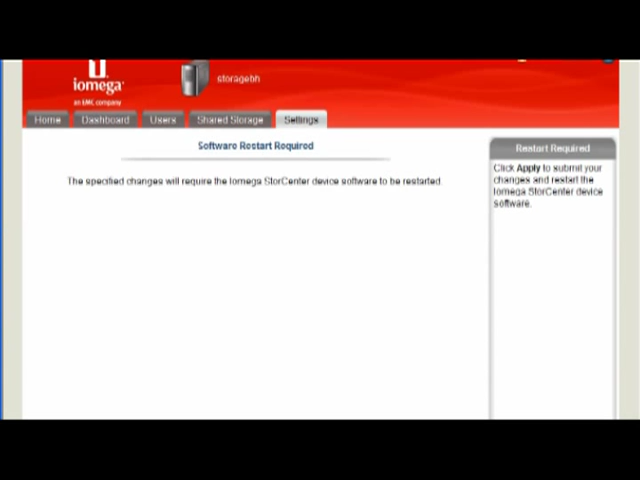 iomega
an EMC company
storagebh
Home Dashboard Users Shared Storage Settings
Software Restart Required
The specified changes will require the Iomega StorCenter device software to be restarted
Restart Required
Click Apply to submit your
changes and restart the
Iomega StorCenter device
software.